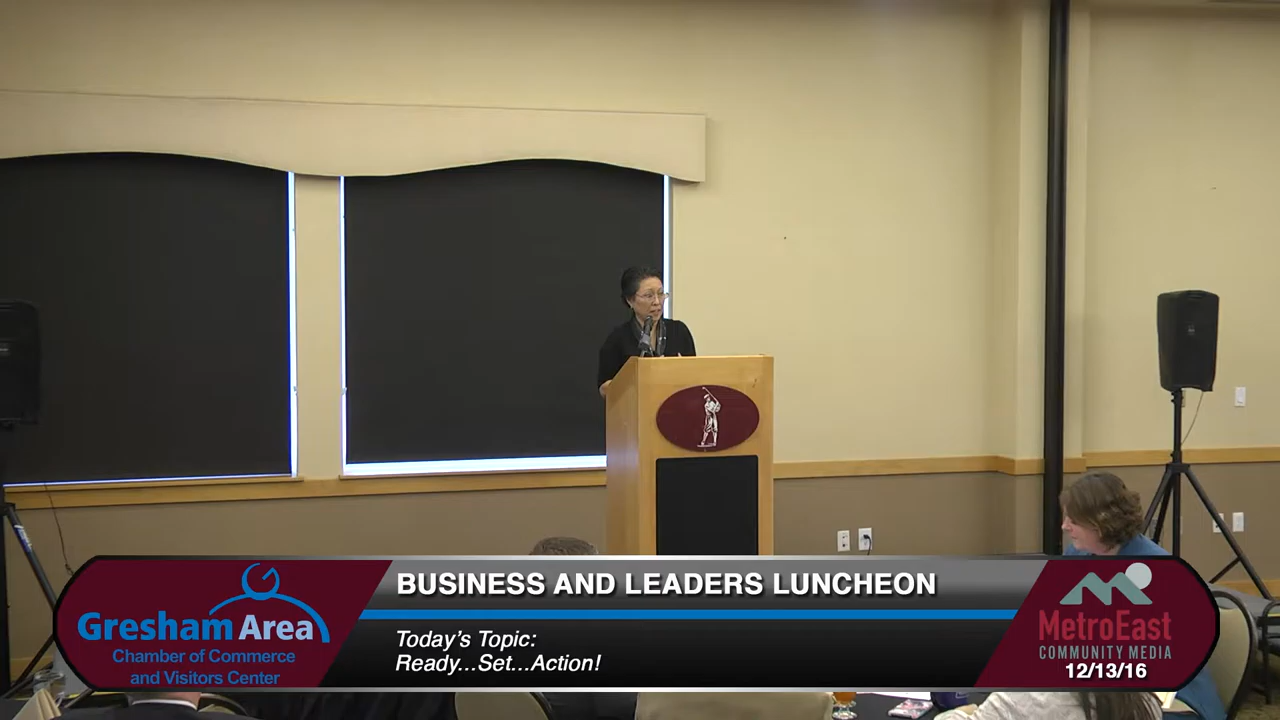 BUSINESS AND LEADERS LUNCHEON
Gresham Area
Chamber of Commerce
and Visitors Center
Today's Topic:
Ready...Set...Action!
MetroEast
COMMUNITY MEDIA
12/13/16